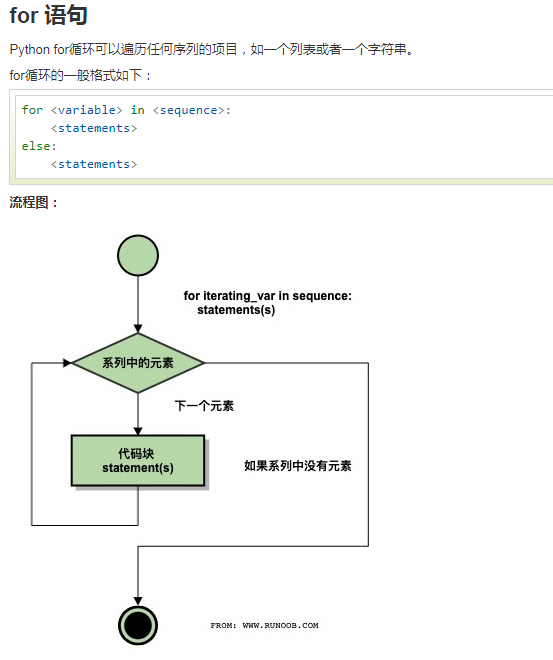 for 语句
Python for循环可以遍历任何序列的项目，如一个列表或者一个字符串。
for循环的一般格式如下：
for <variable> in <sequence>:
    <statements>
else:
    <statements>
流程图：
for iterating_var in sequence:
    statements(s)
系列中的元素
下一个元素
代码块
statement(s)
如果系列中没有元素
FROM: WWW.RUNOOB.COM